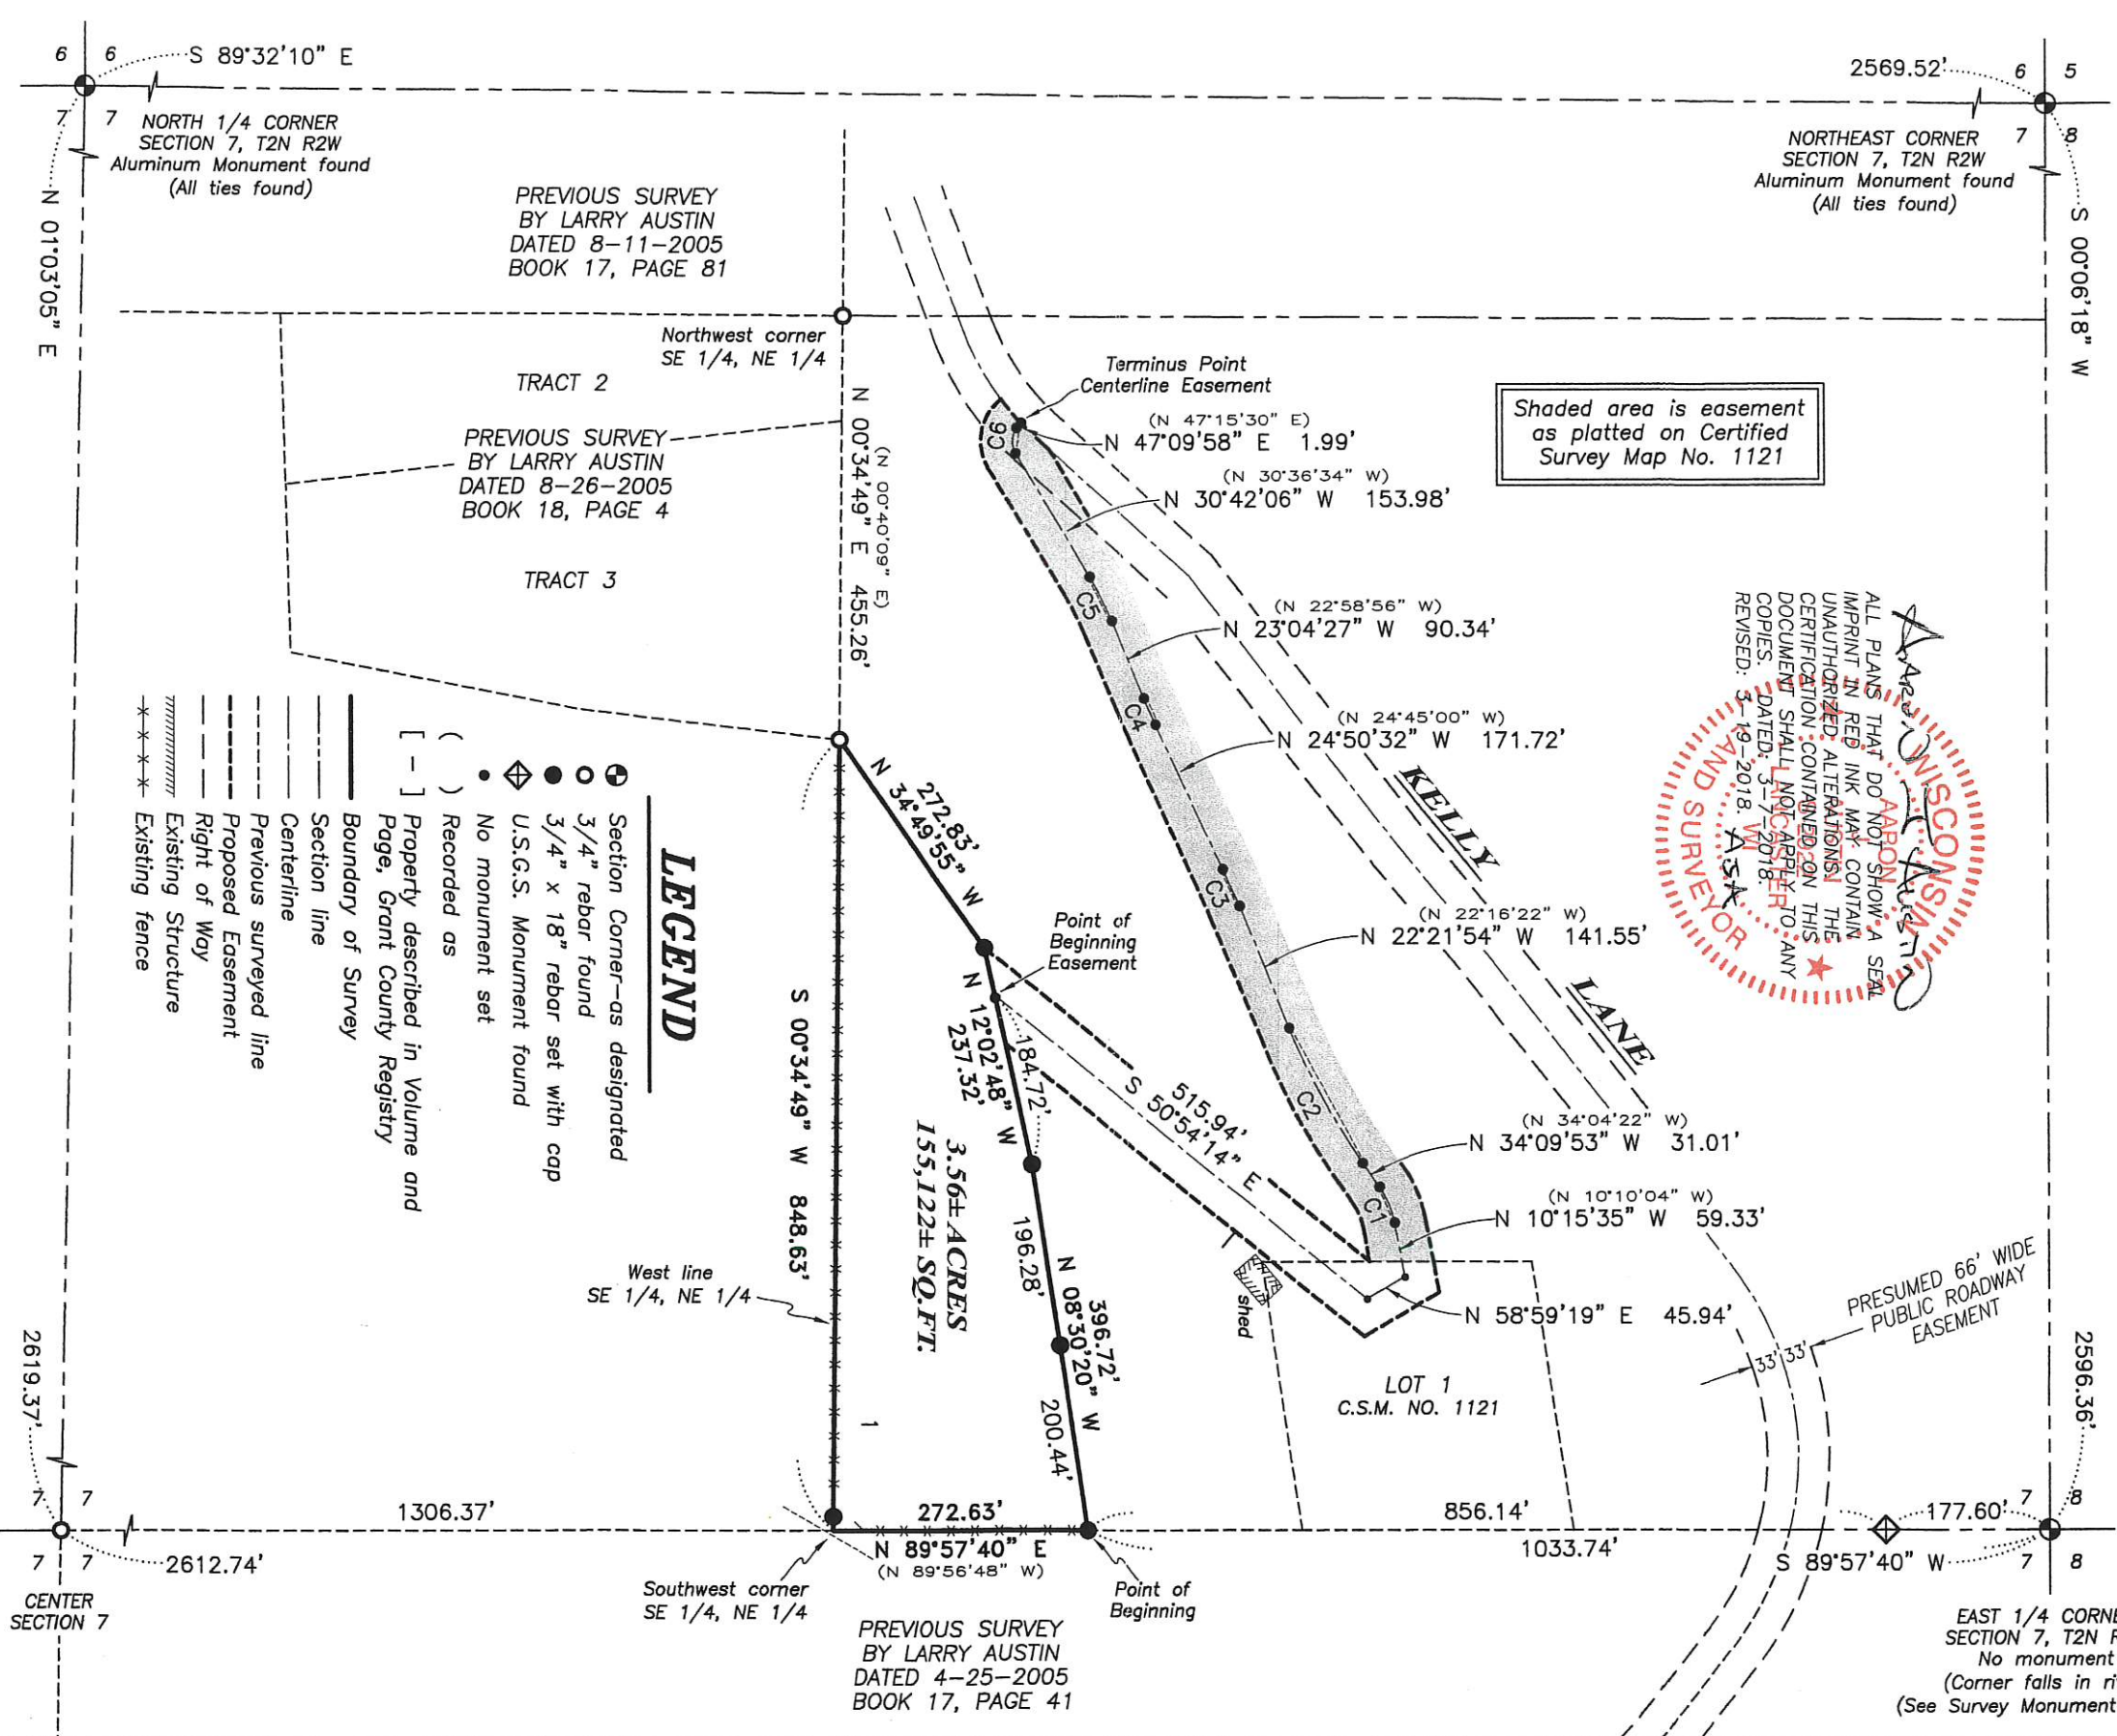 6 6
S 89°32'10" E
7 7
NORTH 1/4 CORNER
SECTION 7, T2N R2W
Aluminum Monument found
(All ties found)
N 01°03'05" E
2619.37'
PREVIOUS SURVEY
BY LARRY AUSTIN
DATED 8-11-2005
BOOK 17, PAGE 81
2569.52'
6 5
7 8
NORTHEAST CORNER
SECTION 7, T2N R2W
Aluminum Monument found
(All ties found)
S 00°06'18" W
2596.36'
Northwest corner
SE 1/4, NE 1/4
TRACT 2
PREVIOUS SURVEY
BY LARRY AUSTIN
DATED 8-26-2005
BOOK 18, PAGE 4
TRACT 3
(N 00°40'09" E)
N 00°34'49" E 455.26'
Terminus Point
Centerline Easement
(N 47°15'30" E)
N 47°09'58" E 1.99'
C6
(N 30°36'34" W)
N 30°42'06" W 153.98'
C5
(N 22°58'56" W)
N 23°04'27" W 90.34'
C4
(N 24°45'00" W)
N 24°50'32" W 171.72'
C3
(N 22°16'22" W)
N 22°21'54" W 141.55'
C2
(N 34°04'22" W)
N 34°09'53" W 31.01'
C1
(N 10°10'04" W)
N 10°15'35" W 59.33'
N 58°59'19" E 45.94'
Shaded area is easement
as platted on Certified
Survey Map No. 1121
KELLY
LANE
ALL PLANS THAT DO NOT SHOW A SEAL
IMPRINT IN RED INK MAY CONTAIN
UNAUTHORIZED ALTERATIONS. THE
CERTIFICATION CONTAINED ON THIS
DOCUMENT SHALL NOT APPLY TO ANY
COPIES. DATED: 3-7-2018.
REVISED: 3-19-2018.
WISCONSIN
AARON
LANCASTER
WI
LAND SURVEYOR
LEGEND
Section Corner-as designated
3/4" rebar found
3/4" x 18" rebar set with cap
U.S.G.S. Monument found
No monument set
( ) Recorded as
[ - ] Property described in Volume and
Page, Grant County Registry
Boundary of Survey
Section line
Centerline
Previous surveyed line
Proposed Easement
Right of Way
Existing Structure
Existing fence
272.83'
N 34°49'55" W
Point of
Beginning
Easement
184.72'
N 12°02'48" W
237.32'
515.94'
S 50°54'14" E
S 00°34'49" W 848.63'
3.56± ACRES
155,122± SQ.FT.
196.28'
396.72'
N 08°30'20" W
200.44'
West line
SE 1/4, NE 1/4
1
shed
LOT 1
C.S.M. NO. 1121
PRESUMED 66' WIDE
PUBLIC ROADWAY
EASEMENT
33' 33'
7 7
1306.37'
272.63'
856.14'
177.60'
7 8
7 7
2612.74'
N 89°57'40" E
(N 89°56'48" W)
1033.74'
S 89°57'40" W
7 8
CENTER
SECTION 7
Southwest corner
SE 1/4, NE 1/4
Point of
Beginning
PREVIOUS SURVEY
BY LARRY AUSTIN
DATED 4-25-2005
BOOK 17, PAGE 41
EAST 1/4 CORNE
SECTION 7, T2N R
No monument
(Corner falls in ri
(See Survey Monument